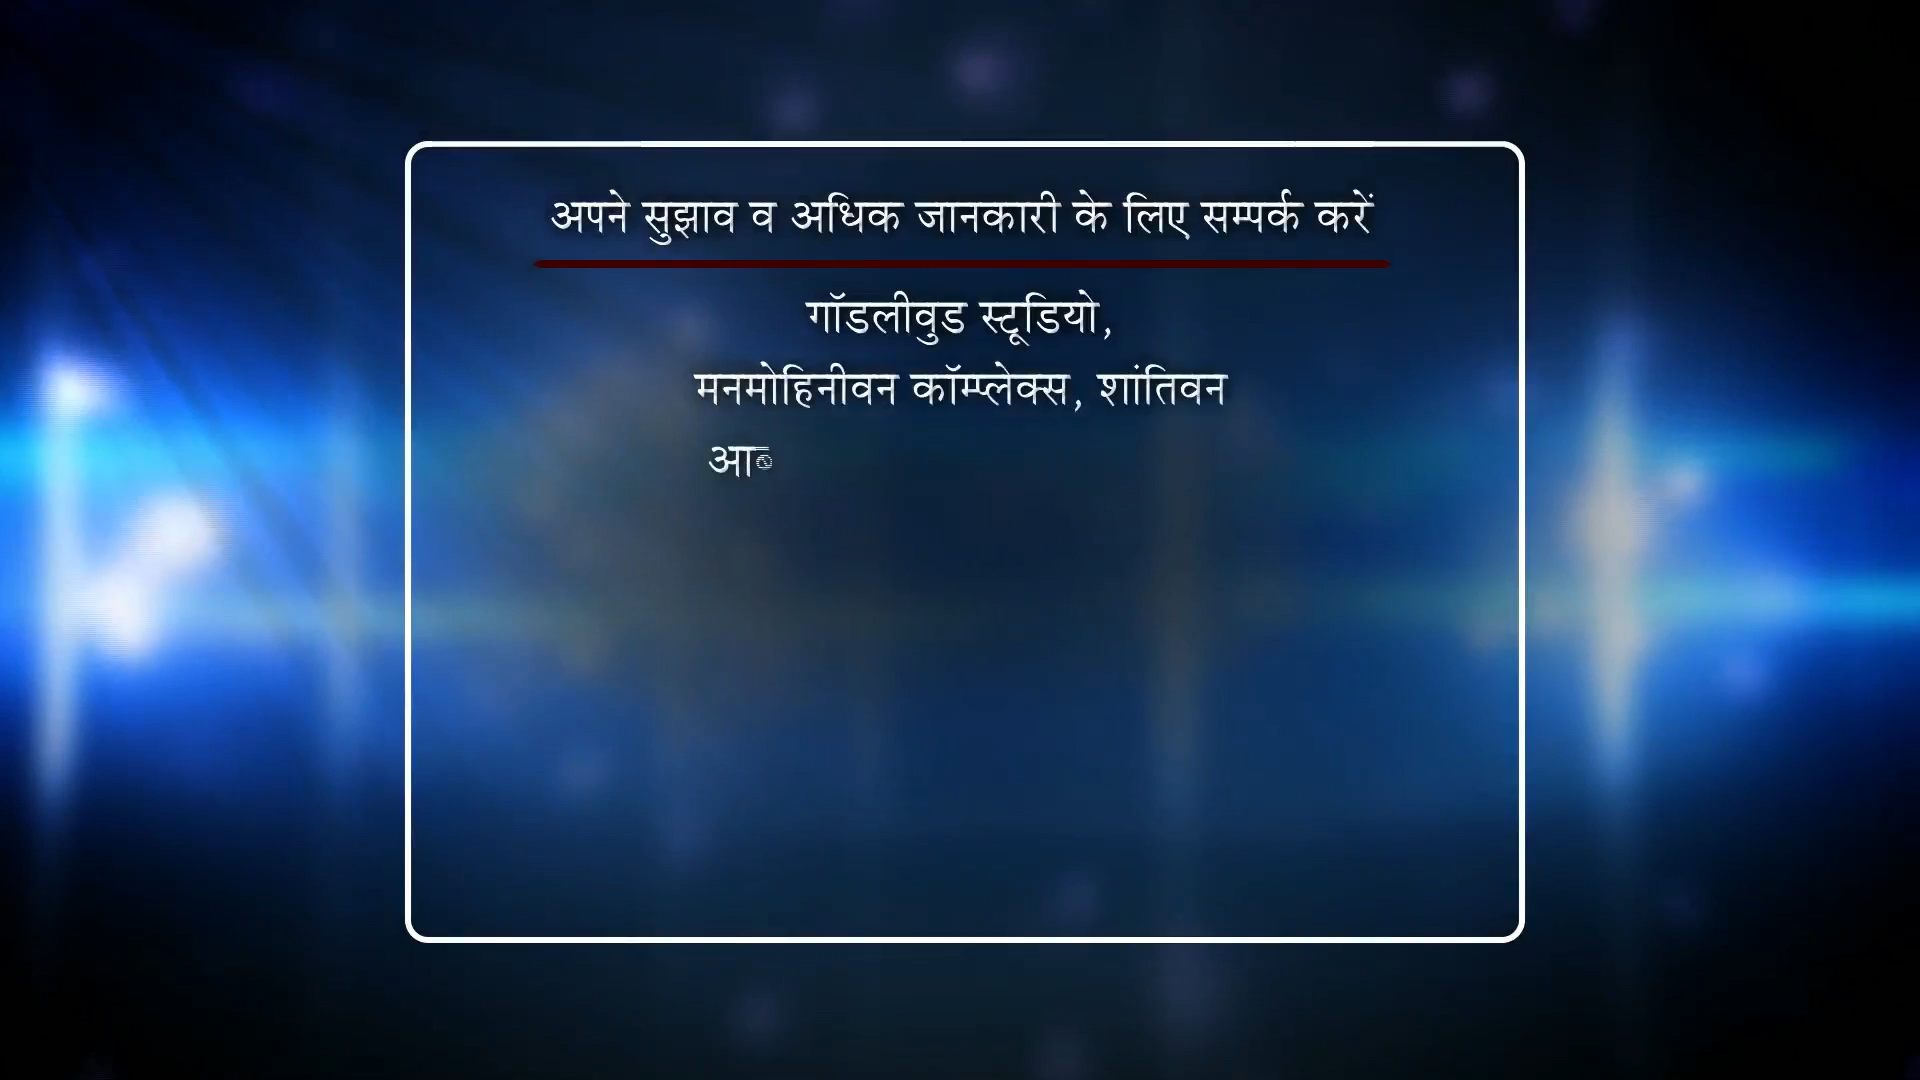 अपने सुझाव व अधिक जानकारी के लिए सम्पर्क करें
गॉडलीवुड स्टूडियो,
मनमोहिनीवन कॉम्प्लेक्स, शांतिवन
आ